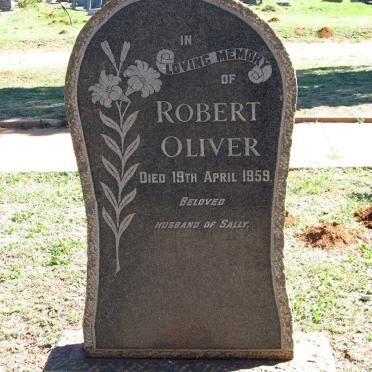 IN
LOVING MEMORY
OF
ROBERT
OLIVER
DIED 19TH APRIL 1959.
BELOVED
HUSBAND OF SALLY.